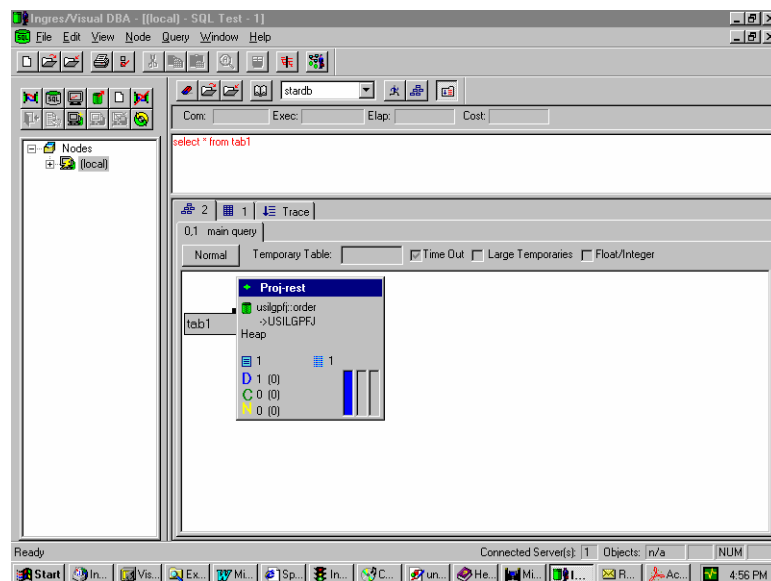 Ingres/Visual DBA - [(local) - SQL Test - 1]
File Edit View Node Query Window Help
stardb
Com: Exec: Elap: Cost:
select * from tab1
Nodes
(local)
2 1 Trace
0,1 main query
Normal Temporary Table: Time Out Large Temporaries Float/Integer
Proj-rest
usilgpfj::order
->USILGPFJ
tab1
Heap
1 1
D 1 (0)
C 0 (0)
N 0 (0)
Ready Connected Server(s): 1 Objects: n/a NUM
Start In... Vis... Ex... Mi... Sp... In... C... un... He... Mi... I... R... Ac... 4:56 PM